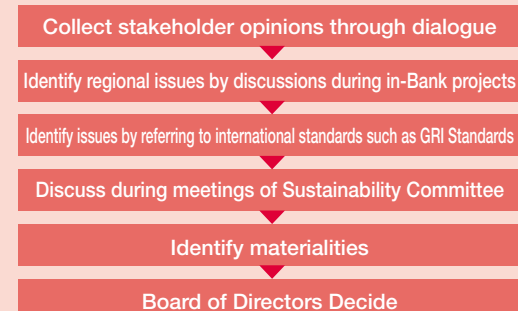 Collect stakeholder opinions through dialogue
Identify regional issues by discussions during in-Bank projects
Identify issues by referring to international standards such as GRI Standards
Discuss during meetings of Sustainability Committee
Identify materialities
Board of Directors Decide